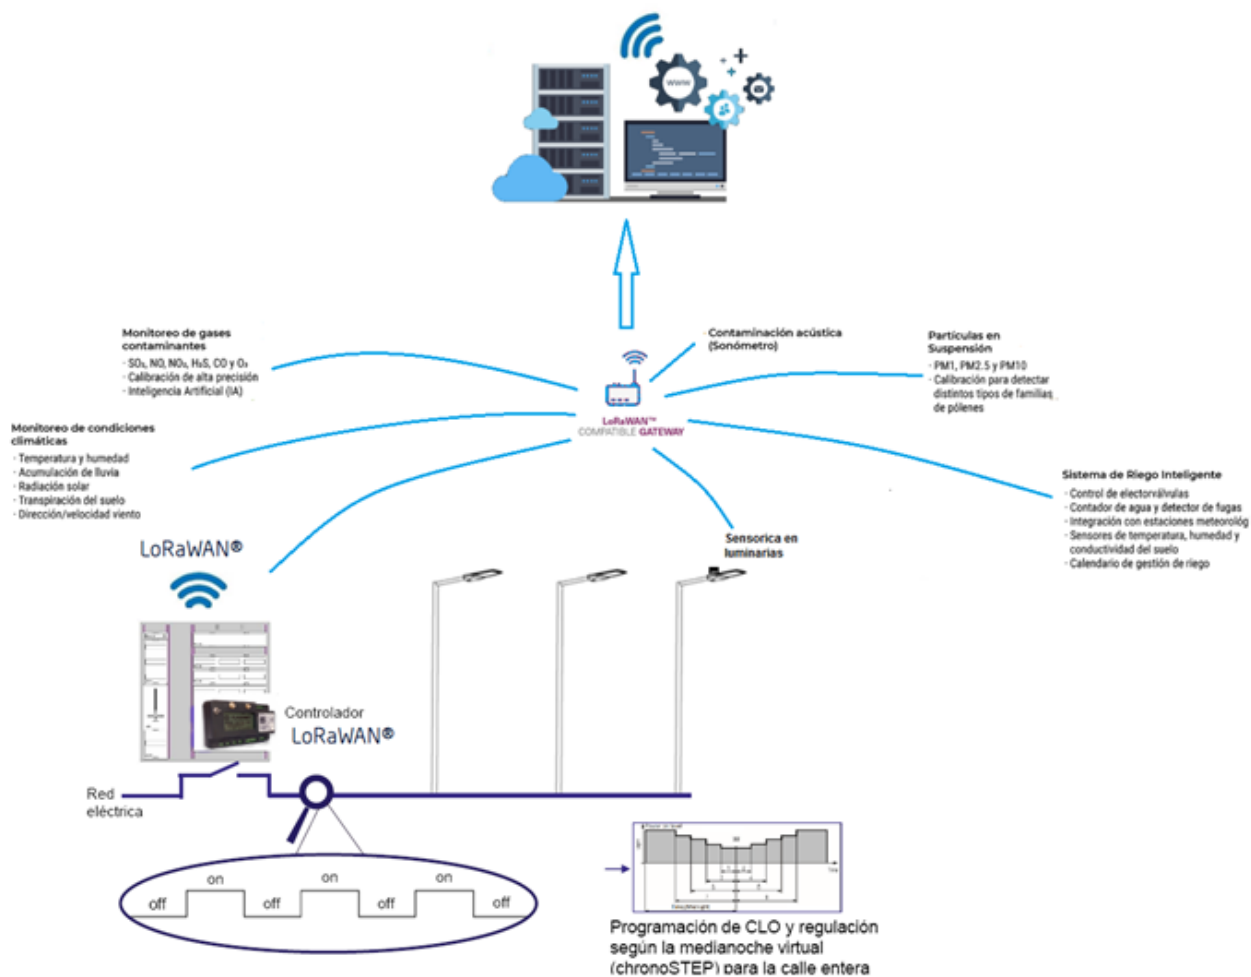 www
Monitoreo de gases
contaminantes
· SO₂, NO, NO₂, H₂S, CO y O₃
· Calibración de alta precisión
· Inteligencia Artificial (IA)
· Contaminación acústica
(Sonómetro)
Partículas en
Suspensión
· PM1, PM2.5 y PM10
· Calibración para detectar
distintos tipos de familias
de pólenes
LoRaWAN™
COMPATIBLE GATEWAY
Monitoreo de condiciones
climáticas
· Temperatura y humedad
· Acumulación de lluvia
· Radiación solar
· Transpiración del suelo
· Dirección/velocidad viento
Sistema de Riego Inteligente
· Control de electorválvulas
· Contador de agua y detector de fugas
· Integración con estaciones meteorológ
· Sensores de temperatura, humedad y
conductividad del suelo
· Calendario de gestión de riego
LoRaWAN®
Sensorica en
luminarias
Controlador
LoRaWAN®
Red
eléctrica
off on off on off on off
Programación de CLO y regulación
según la medianoche virtual
(chronoSTEP) para la calle entera